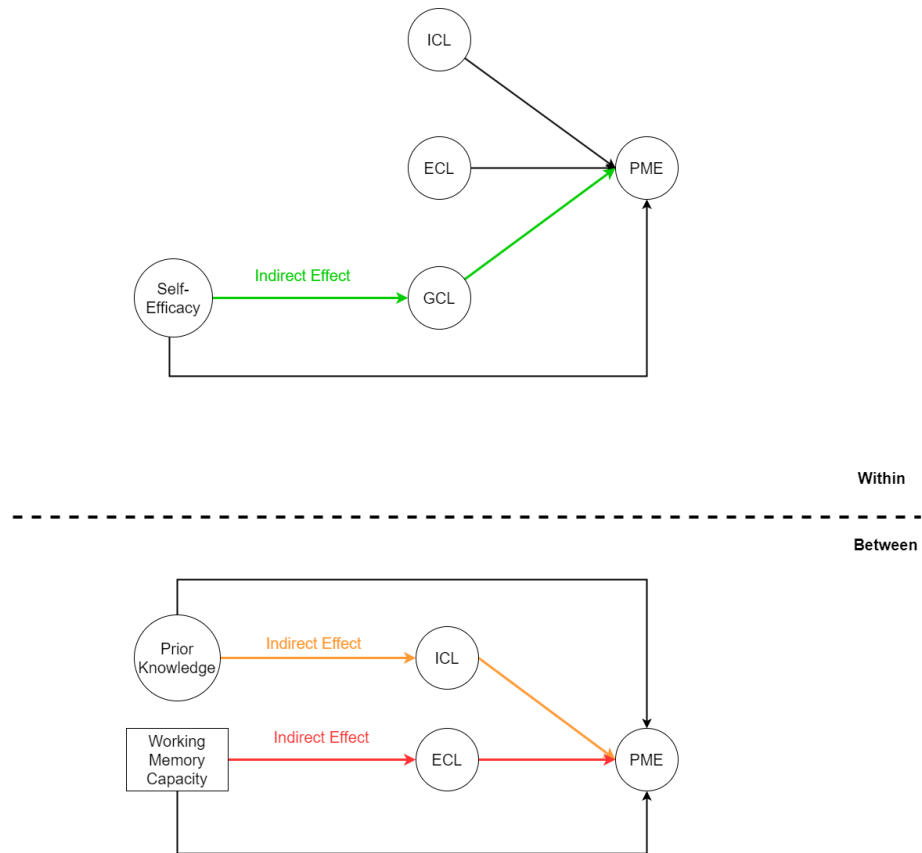 ICL
ECL
PME
Indirect Effect
Self-
Efficacy
GCL
Within
Between
Prior
Knowledge
Indirect Effect
ICL
Working
Memory
Capacity
Indirect Effect
ECL
PME